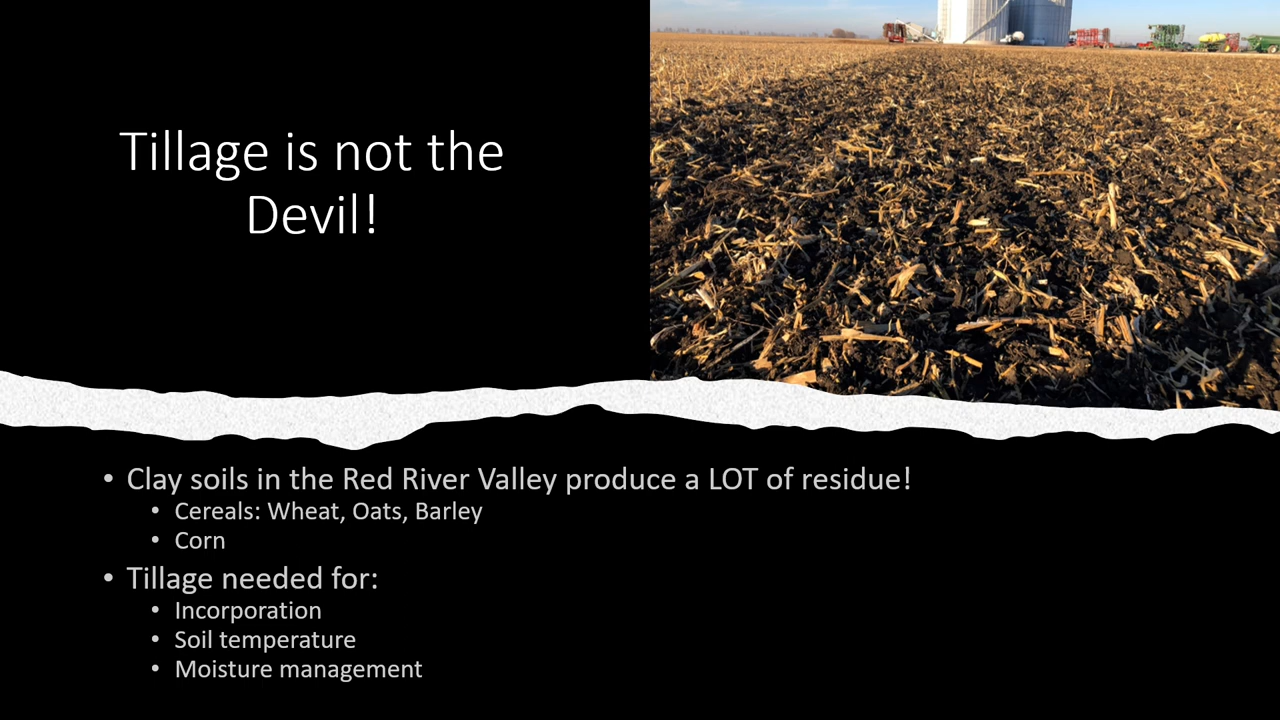 Tillage is not the
Devil!
• Clay soils in the Red River Valley produce a LOT of residue!
• Cereals: Wheat, Oats, Barley
• Corn
• Tillage needed for:
• Incorporation
• Soil temperature
• Moisture management